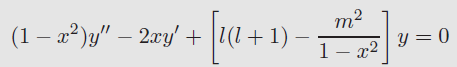 (1 − x²)y″ − 2xy′ + [l(l + 1) − m²/(1 − x²)] y = 0